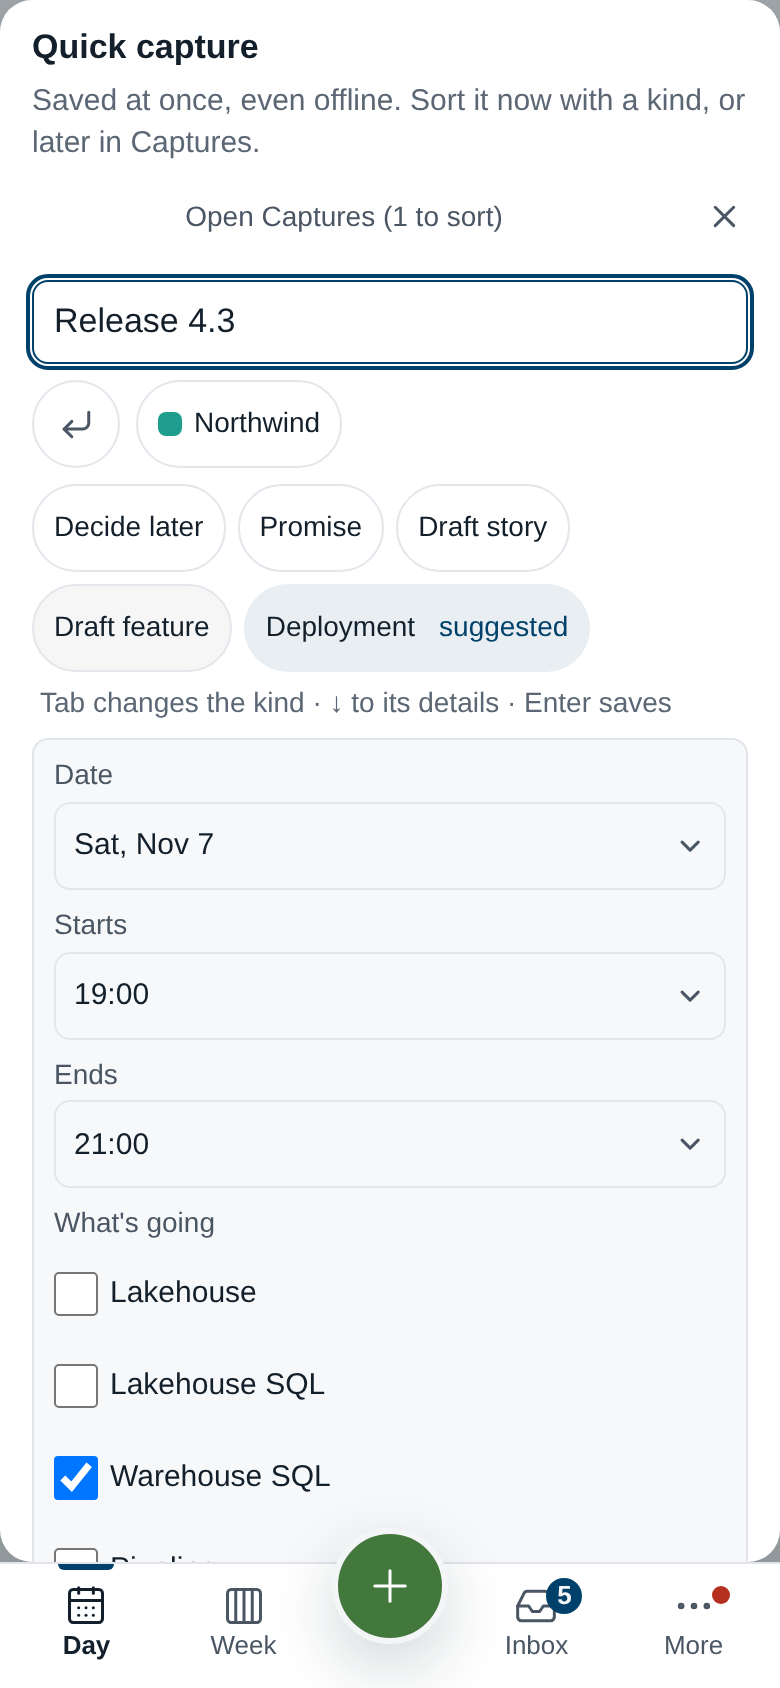 Quick capture
Saved at once, even offline. Sort it now with a kind, or
later in Captures.
Open Captures (1 to sort)
Release 4.3
Northwind
Decide later
Promise
Draft story
Draft feature
Deployment suggested
Tab changes the kind · ↓ to its details · Enter saves
Date
Sat, Nov 7
Starts
19:00
Ends
21:00
What's going
Lakehouse
Lakehouse SQL
Warehouse SQL
5
Day
Week
Inbox
More